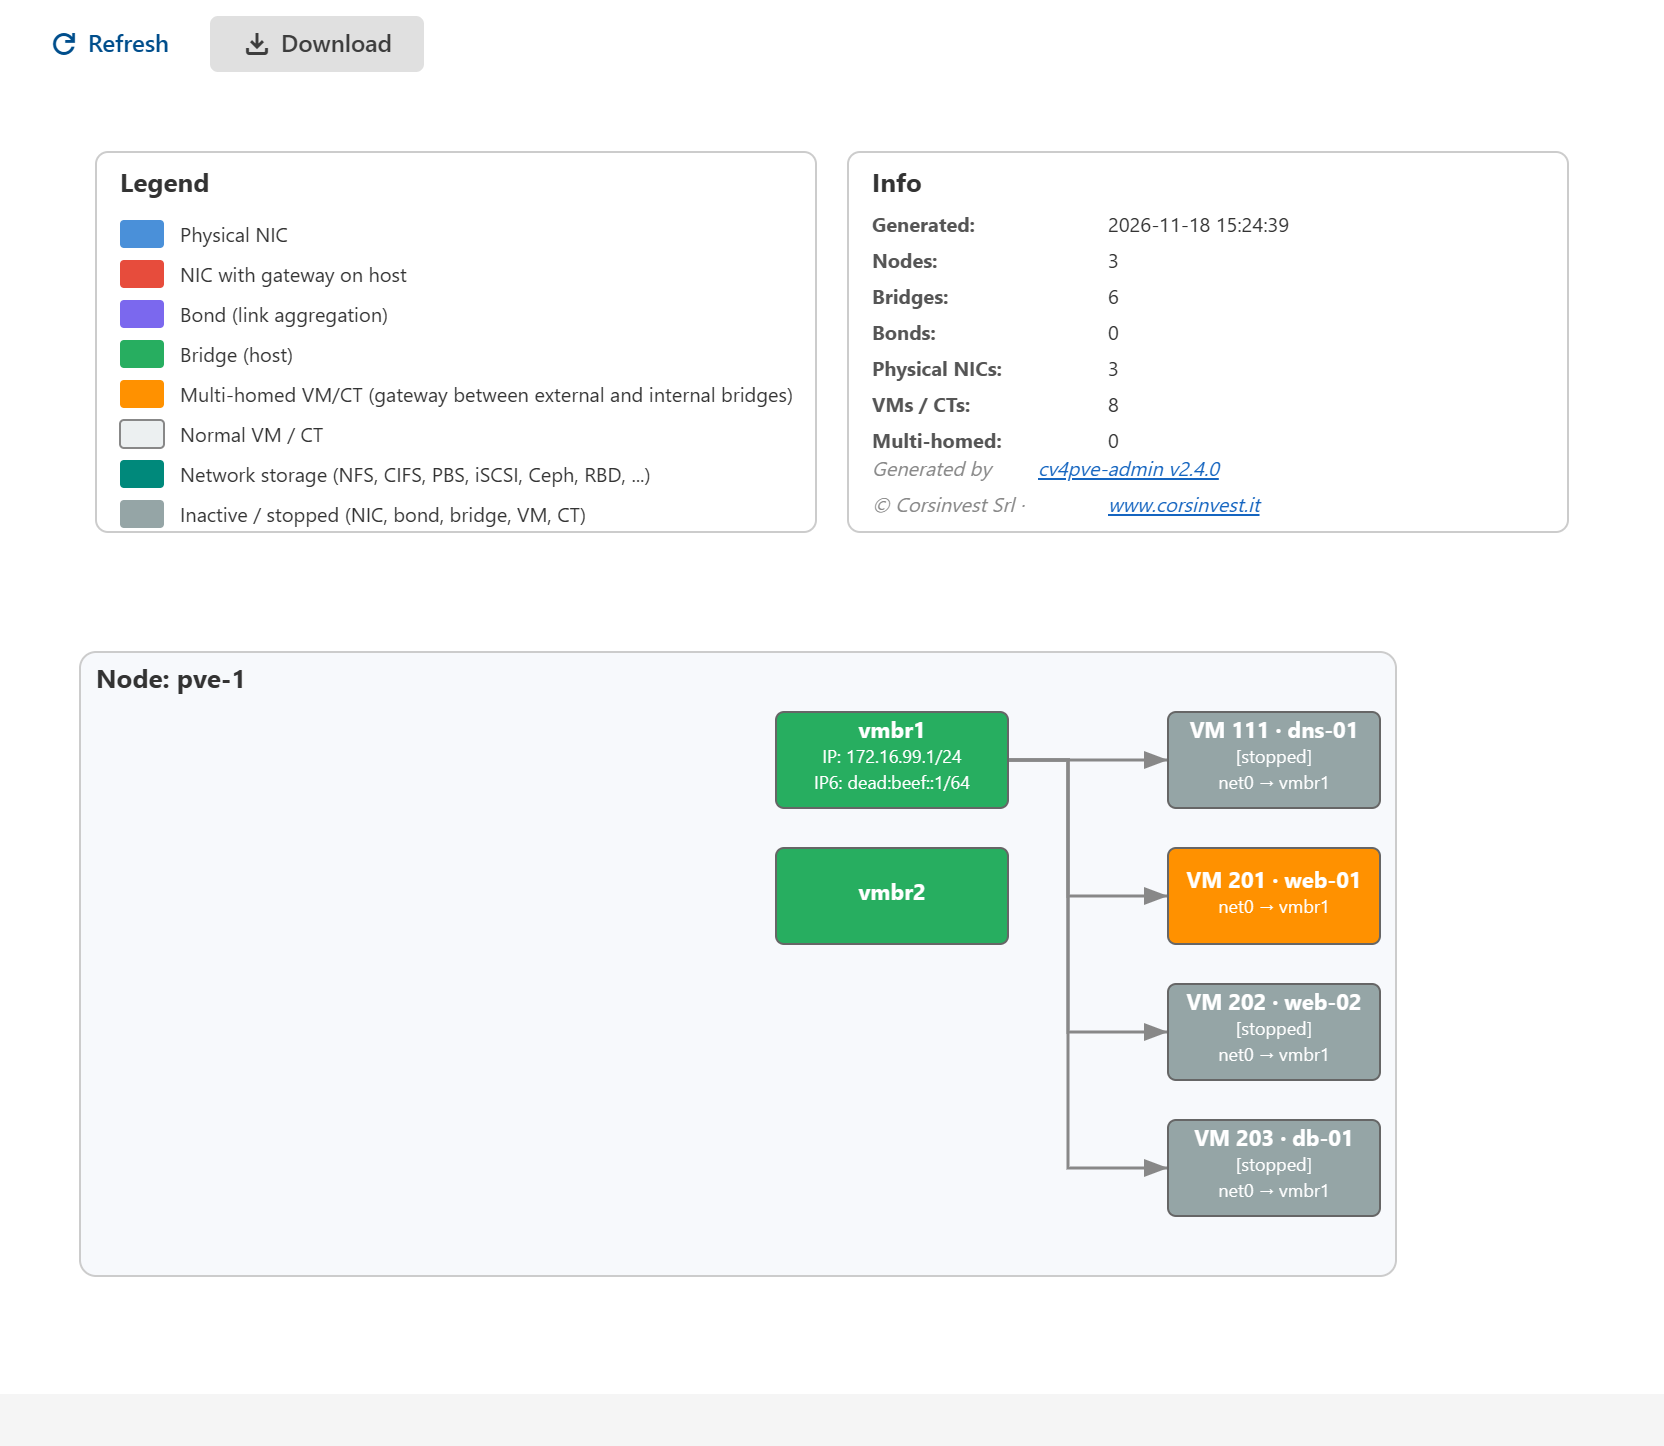 Refresh
Download
Legend
Physical NIC
NIC with gateway on host
Bond (link aggregation)
Bridge (host)
Multi-homed VM/CT (gateway between external and internal bridges)
Normal VM / CT
Network storage (NFS, CIFS, PBS, iSCSI, Ceph, RBD, ...)
Inactive / stopped (NIC, bond, bridge, VM, CT)
Info
Generated: 2026-11-18 15:24:39
Nodes: 3
Bridges: 6
Bonds: 0
Physical NICs: 3
VMs / CTs: 8
Multi-homed: 0
Generated by cv4pve-admin v2.4.0
© Corsinvest Srl · www.corsinvest.it
Node: pve-1
vmbr1
IP: 172.16.99.1/24
IP6: dead:beef::1/64
vmbr2
VM 111 · dns-01
[stopped]
net0 → vmbr1
VM 201 · web-01
net0 → vmbr1
VM 202 · web-02
[stopped]
net0 → vmbr1
VM 203 · db-01
[stopped]
net0 → vmbr1